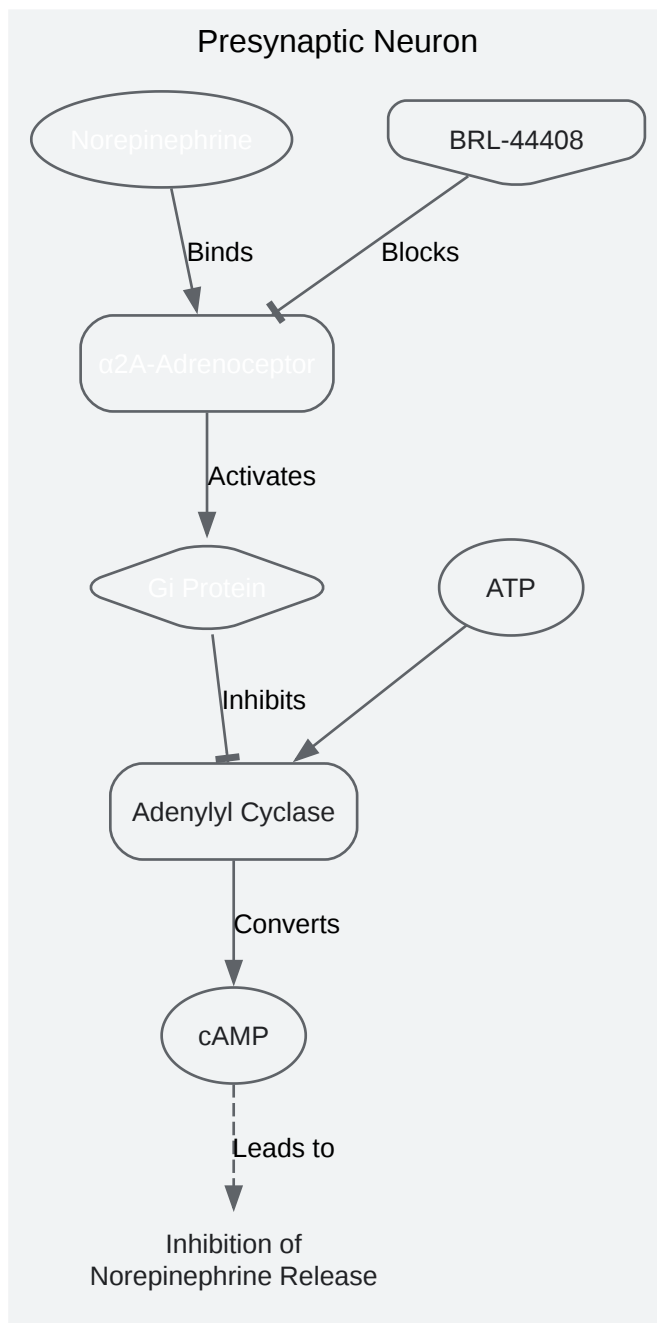 Presynaptic Neuron
Norepinephrine
BRL-44408
Binds
Blocks
α2A-Adrenoceptor
Activates
Gi Protein
ATP
Inhibits
Adenylyl Cyclase
Converts
cAMP
Leads to
Inhibition of
Norepinephrine Release